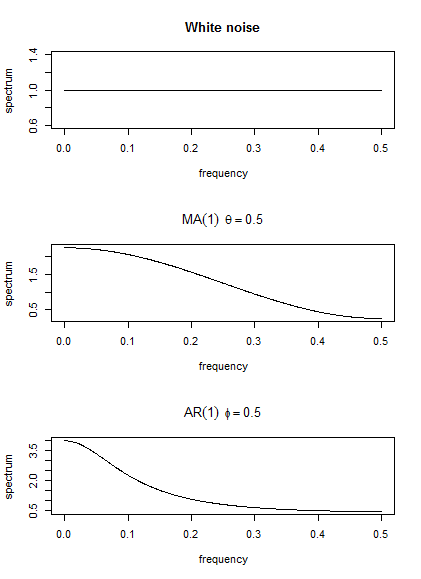 White noise
spectrum
0.6 1.0 1.4
0.0 0.1 0.2 0.3 0.4 0.5
frequency
MA(1) θ = 0.5
spectrum
0.5 1.5
0.0 0.1 0.2 0.3 0.4 0.5
frequency
AR(1) ϕ = 0.5
spectrum
0.5 2.0 3.5
0.0 0.1 0.2 0.3 0.4 0.5
frequency